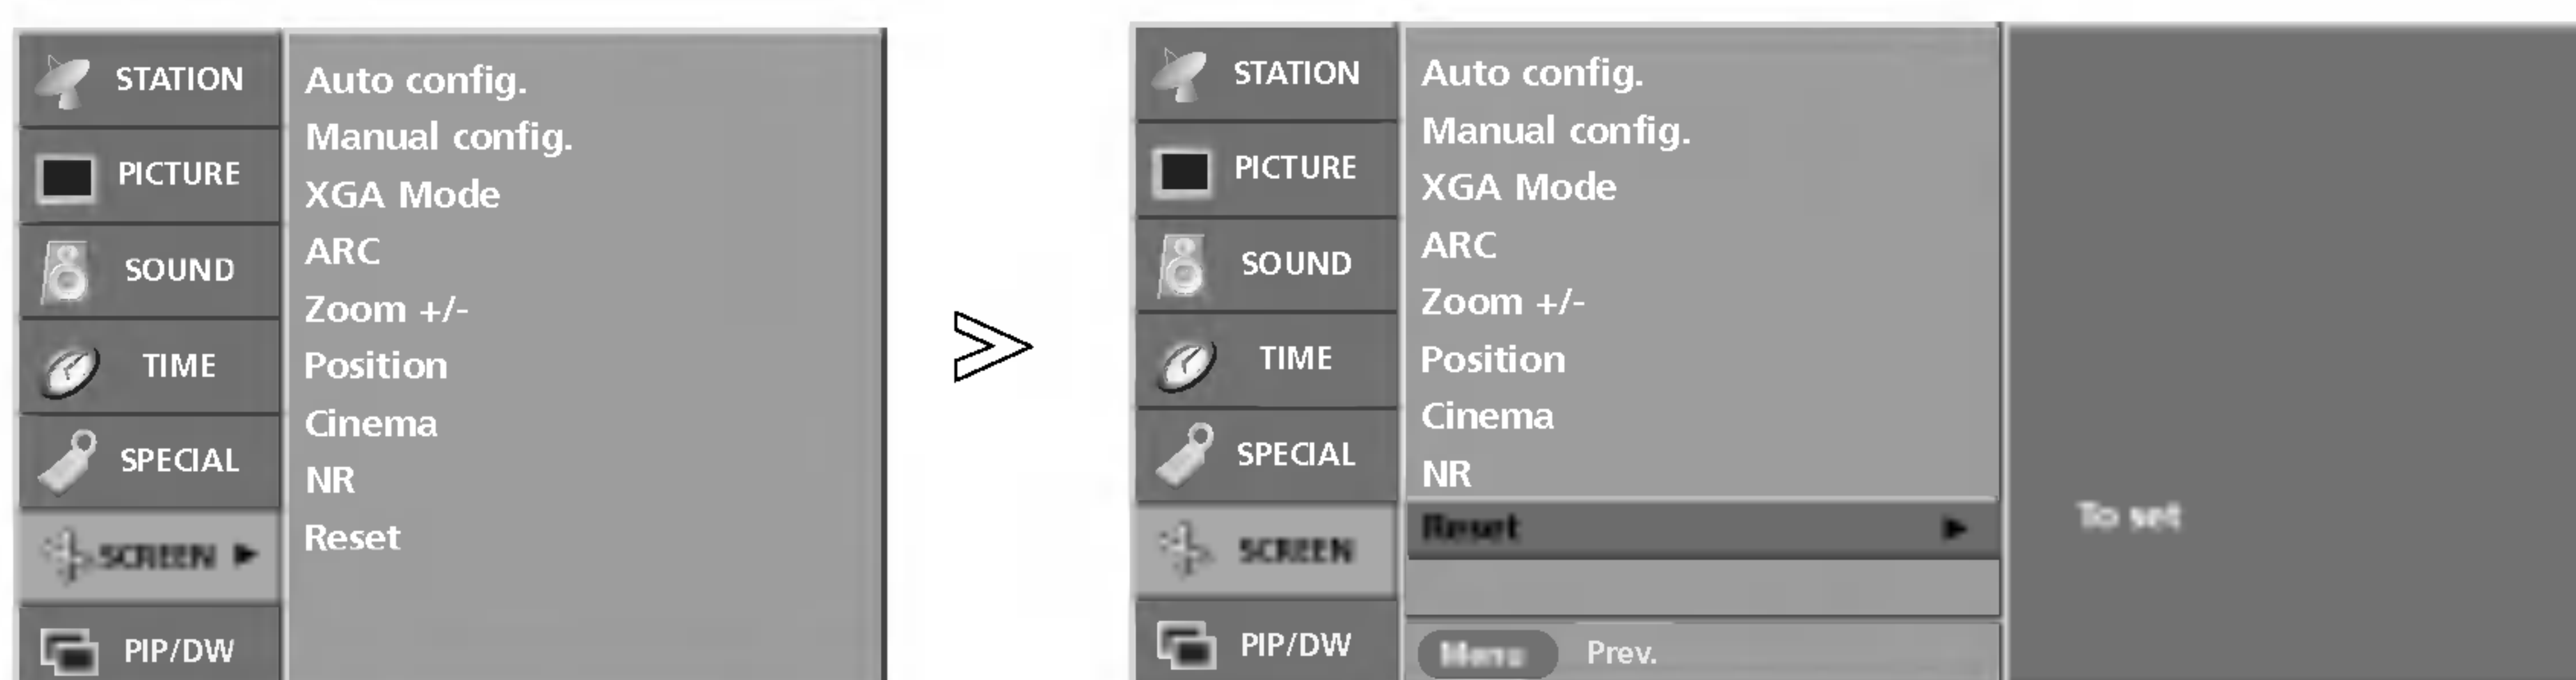 STATION
PICTURE
SOUND
TIME
SPECIAL
SCREEN
PIP/DW
Auto config.
Manual config.
XGA Mode
ARC
Zoom +/-
Position
Cinema
NR
Reset
STATION
PICTURE
SOUND
TIME
SPECIAL
SCREEN
PIP/DW
Auto config.
Manual config.
XGA Mode
ARC
Zoom +/-
Position
Cinema
NR
Reset
Menu Prev.
To set